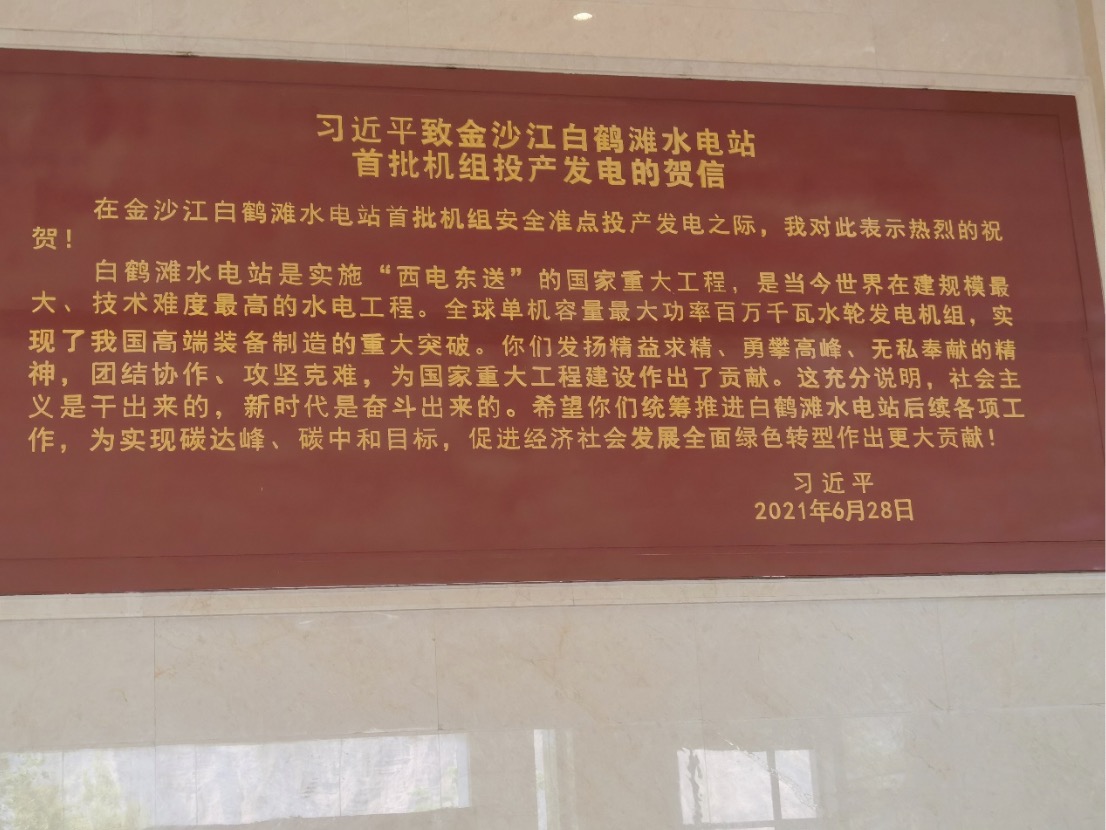 习近平致金沙江白鹤滩水电站
首批机组投产发电的贺信
在金沙江白鹤滩水电站首批机组安全准点投产发电之际，我对此表示热烈的祝
贺！
白鹤滩水电站是实施“西电东送”的国家重大工程，是当今世界在建规模最
大、技术难度最高的水电工程。全球单机容量最大功率百万千瓦水轮发电机组，实
现了我国高端装备制造的重大突破。你们发扬精益求精、勇攀高峰、无私奉献的精
神，团结协作、攻坚克难，为国家重大工程建设作出了贡献。这充分说明，社会主
义是干出来的，新时代是奋斗出来的。希望你们统筹推进白鹤滩水电站后续各项工
作，为实现碳达峰、碳中和目标，促进经济社会发展全面绿色转型作出更大贡献！
习近平
2021年6月28日